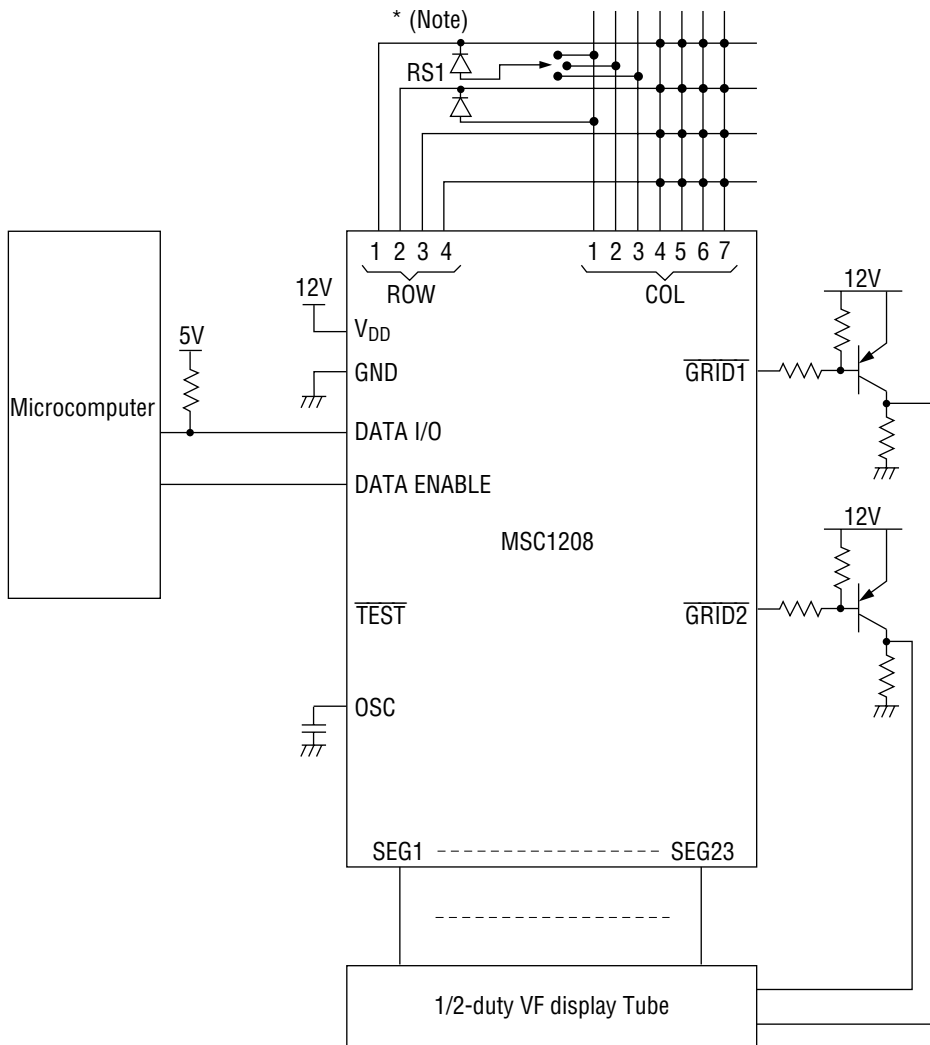 * (Note)
RS1
1 2 3 4
ROW
1 2 3 4 5 6 7
COL
12V
V_DD
5V
GND
GRID1
12V
Microcomputer
DATA I/O
DATA ENABLE
MSC1208
12V
TEST
GRID2
OSC
SEG1
SEG23
1/2-duty VF display Tube